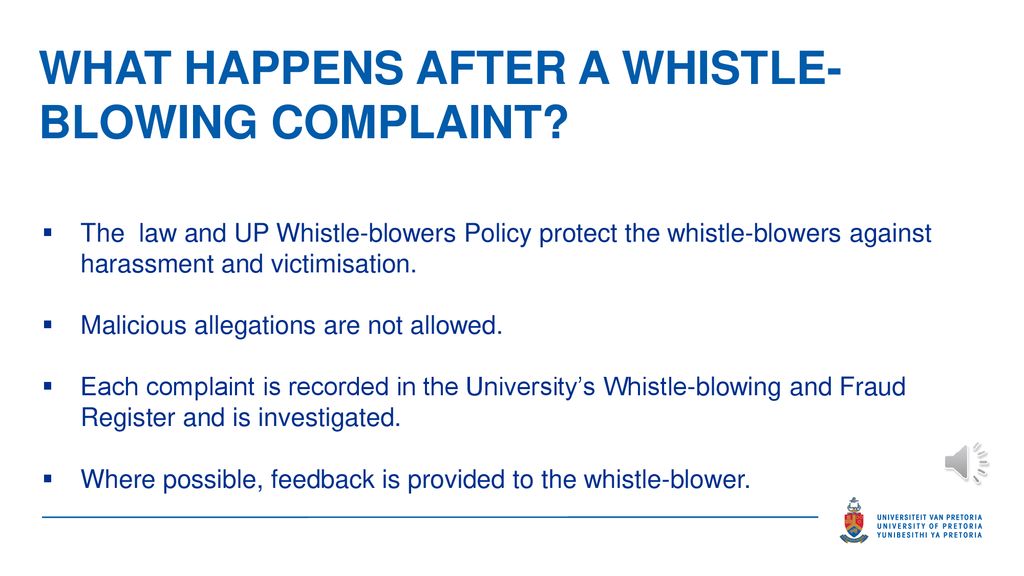 WHAT HAPPENS AFTER A WHISTLE-
BLOWING COMPLAINT?
▪ The  law and UP Whistle-blowers Policy protect the whistle-blowers against
harassment and victimisation.
▪ Malicious allegations are not allowed.
▪ Each complaint is recorded in the University’s Whistle-blowing and Fraud
Register and is investigated.
▪ Where possible, feedback is provided to the whistle-blower.
UNIVERSITEIT VAN PRETORIA
UNIVERSITY OF PRETORIA
YUNIBESITHI YA PRETORIA